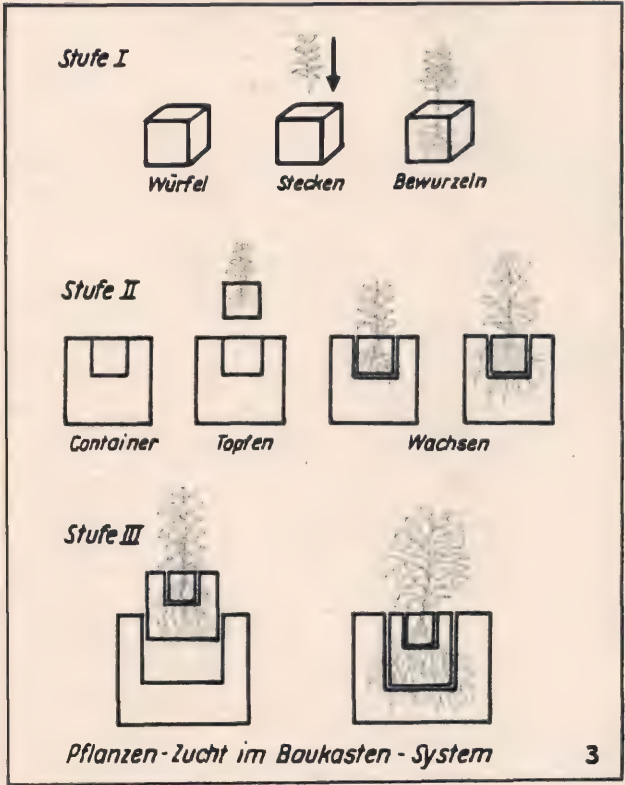 Stufe I
Würfel Stecken Bewurzeln
Stufe II
Container Topfen Wachsen
Stufe III
Pflanzen-Zucht im Baukasten-System 3